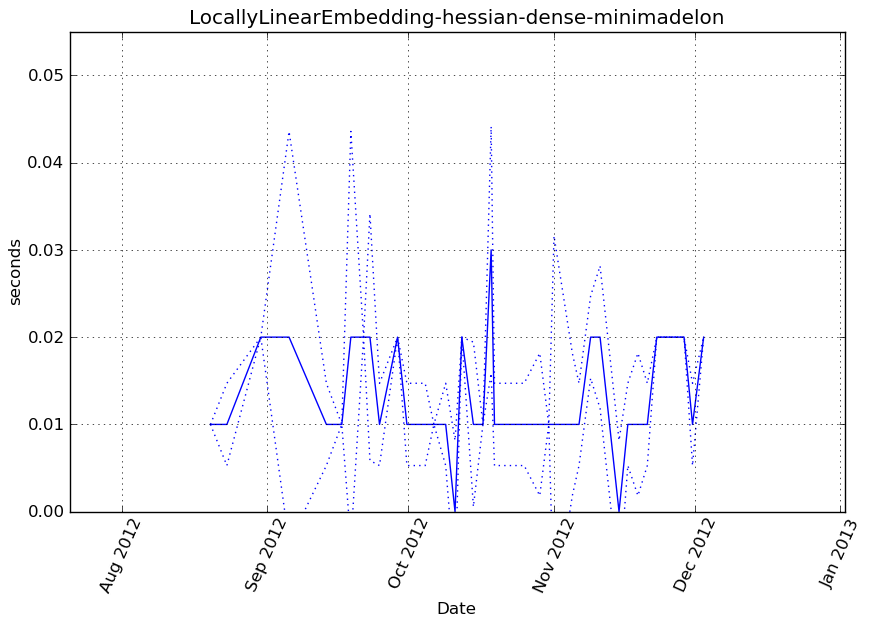 LocallyLinearEmbedding-hessian-dense-minimadelon
0.05
0.04
0.03
0.02
0.01
0.00
seconds
Aug 2012
Sep 2012
Oct 2012
Nov 2012
Dec 2012
Jan 2013
Date